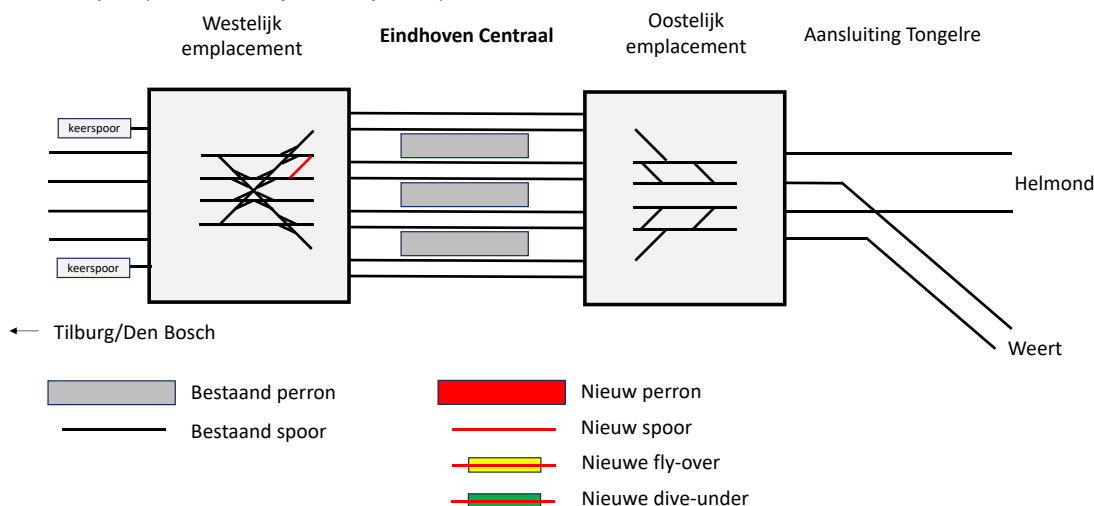 Westelijk
emplacement
Eindhoven Centraal
Oostelijk
emplacement
Aansluiting Tongelre
keerspoor
Helmond
keerspoor
← Tilburg/Den Bosch
Weert
Bestaand perron
Nieuw perron
Bestaand spoor
Nieuw spoor
Nieuwe fly-over
Nieuwe dive-under